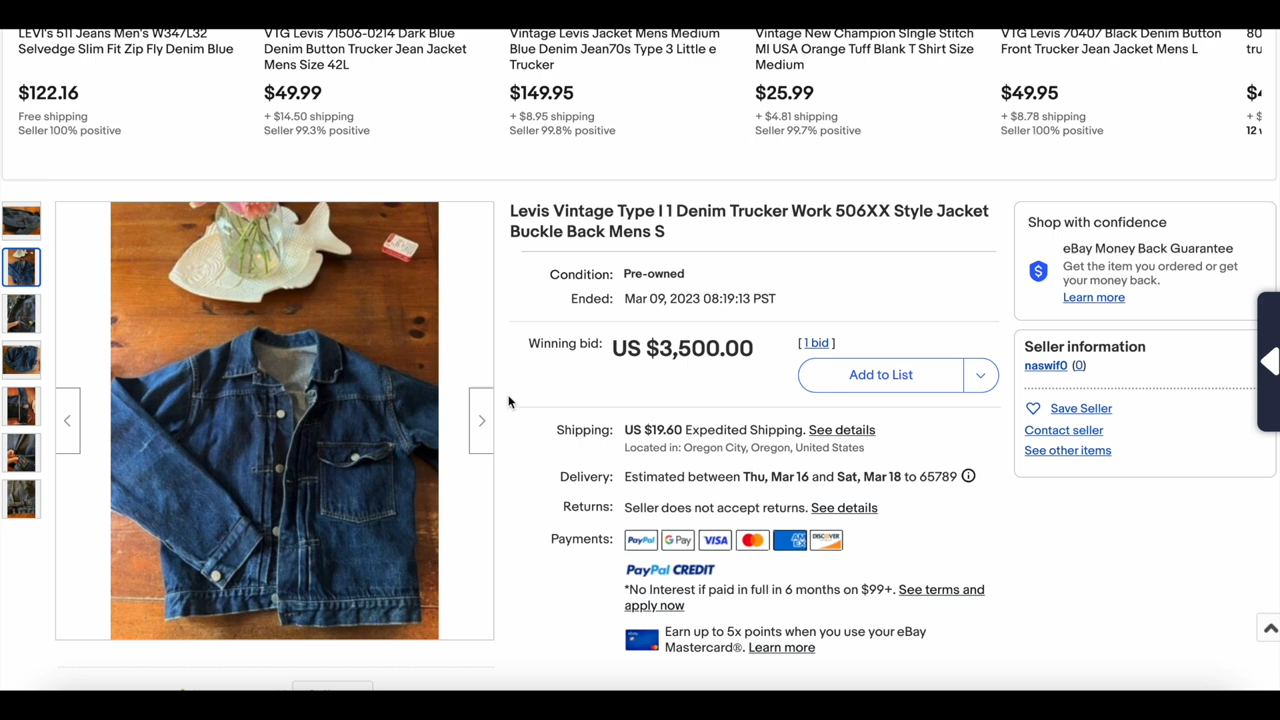 LEVI's 511 Jeans Men's W34/L32
Selvedge Slim Fit Zip Fly Denim Blue
$122.16
Free shipping
Seller 100% positive
VTG Levis 71506-0214 Dark Blue
Denim Button Trucker Jean Jacket
Mens Size 42L
$49.99
+ $14.50 shipping
Seller 99.3% positive
Vintage Levis Jacket Mens Medium
Blue Denim Jean70s Type 3 Little e
Trucker
$149.95
+ $8.95 shipping
Seller 99.8% positive
Vintage New Champion SIngle Stitch
MI USA Orange Tuff Blank T Shirt Size
Medium
$25.99
+ $4.81 shipping
Seller 99.7% positive
VTG Levis 70407 Black Denim Button
Front Trucker Jean Jacket Mens L
$49.95
+ $8.78 shipping
Seller 100% positive
Levis Vintage Type I 1 Denim Trucker Work 506XX Style Jacket
Buckle Back Mens S
Condition: Pre-owned
Ended: Mar 09, 2023 08:19:13 PST
Winning bid: US $3,500.00 [ 1 bid ]
Add to List
Shipping: US $19.60 Expedited Shipping. See details
Located in: Oregon City, Oregon, United States
Delivery: Estimated between Thu, Mar 16 and Sat, Mar 18 to 65789
Returns: Seller does not accept returns. See details
Payments: PayPal G Pay VISA MasterCard AM EX DISCOVER
PayPal CREDIT
*No Interest if paid in full in 6 months on $99+. See terms and
apply now
Earn up to 5x points when you use your eBay
Mastercard®. Learn more
Shop with confidence
eBay Money Back Guarantee
Get the item you ordered or get
your money back.
Learn more
Seller information
naswif0 (0)
Save Seller
Contact seller
See other items